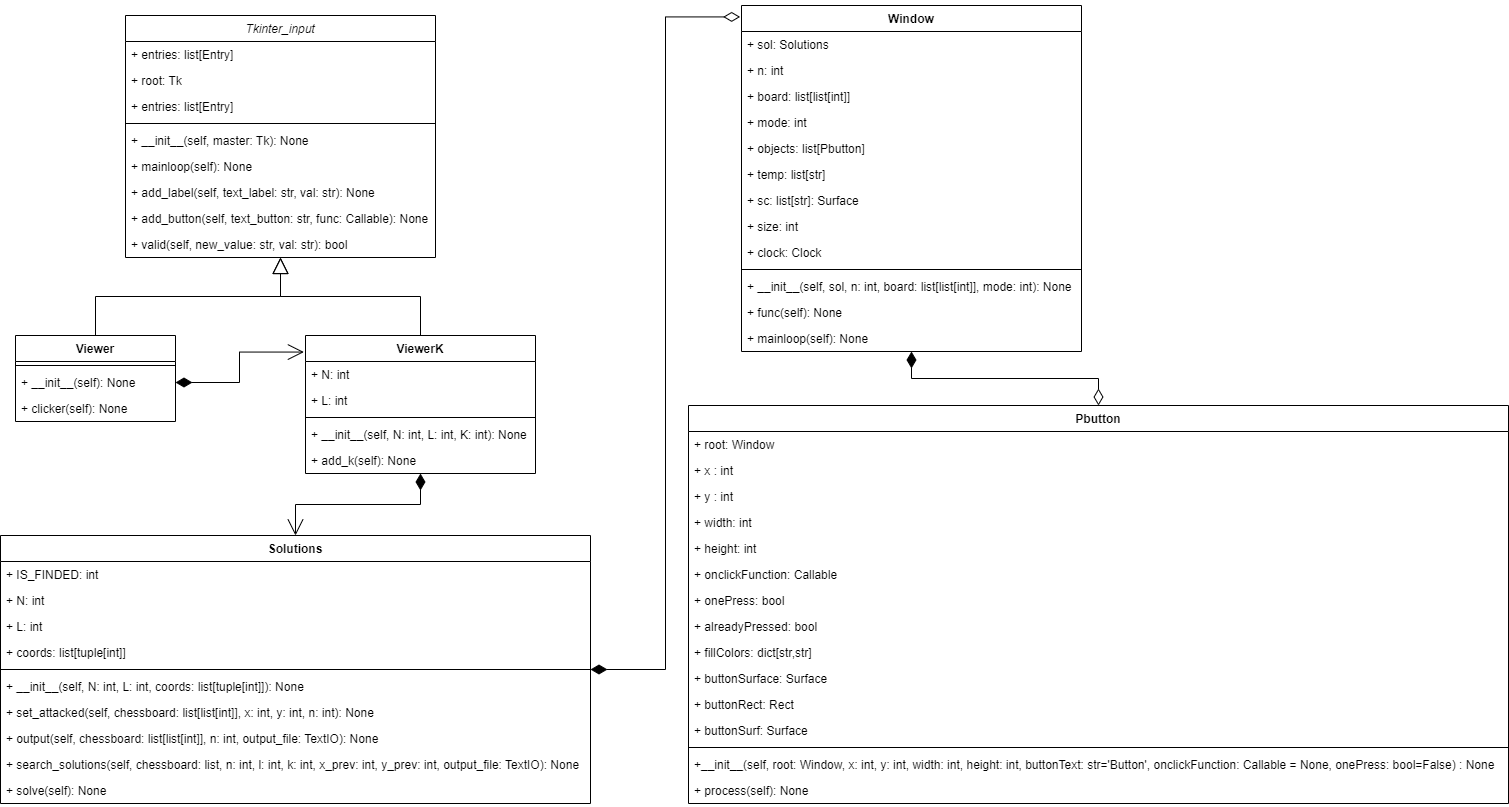 Tkinter_input
+ entries: list[Entry]
+ root: Tk
+ entries: list[Entry]
+ __init__(self, master: Tk): None
+ mainloop(self): None
+ add_label(self, text_label: str, val: str): None
+ add_button(self, text_button: str, func: Callable): None
+ valid(self, new_value: str, val: str): bool
Window
+ sol: Solutions
+ n: int
+ board: list[list[int]]
+ mode: int
+ objects: list[Pbutton]
+ temp: list[str]
+ sc: list[str]: Surface
+ size: int
+ clock: Clock
+ __init__(self, sol, n: int, board: list[list[int]], mode: int): None
+ func(self): None
+ mainloop(self): None
Viewer
+ __init__(self): None
+ clicker(self): None
ViewerK
+ N: int
+ L: int
+ __init__(self, N: int, L: int, K: int): None
+ add_k(self): None
Solutions
+ IS_FINDED: int
+ N: int
+ L: int
+ coords: list[tuple[int]]
+ __init__(self, N: int, L: int, coords: list[tuple[int]]): None
+ set_attacked(self, chessboard: list[list[int]], x: int, y: int, n: int): None
+ output(self, chessboard: list[list[int]], n: int, output_file: TextIO): None
+ search_solutions(self, chessboard: list, n: int, l: int, k: int, x_prev: int, y_prev: int, output_file: TextIO): None
+ solve(self): None
Pbutton
+ root: Window
+ x : int
+ y : int
+ width: int
+ height: int
+ onclickFunction: Callable
+ onePress: bool
+ alreadyPressed: bool
+ fillColors: dict[str,str]
+ buttonSurface: Surface
+ buttonRect: Rect
+ buttonSurf: Surface
+__init__(self, root: Window, x: int, y: int, width: int, height: int, buttonText: str='Button', onclickFunction: Callable = None, onePress: bool=False) : None
+ process(self): None